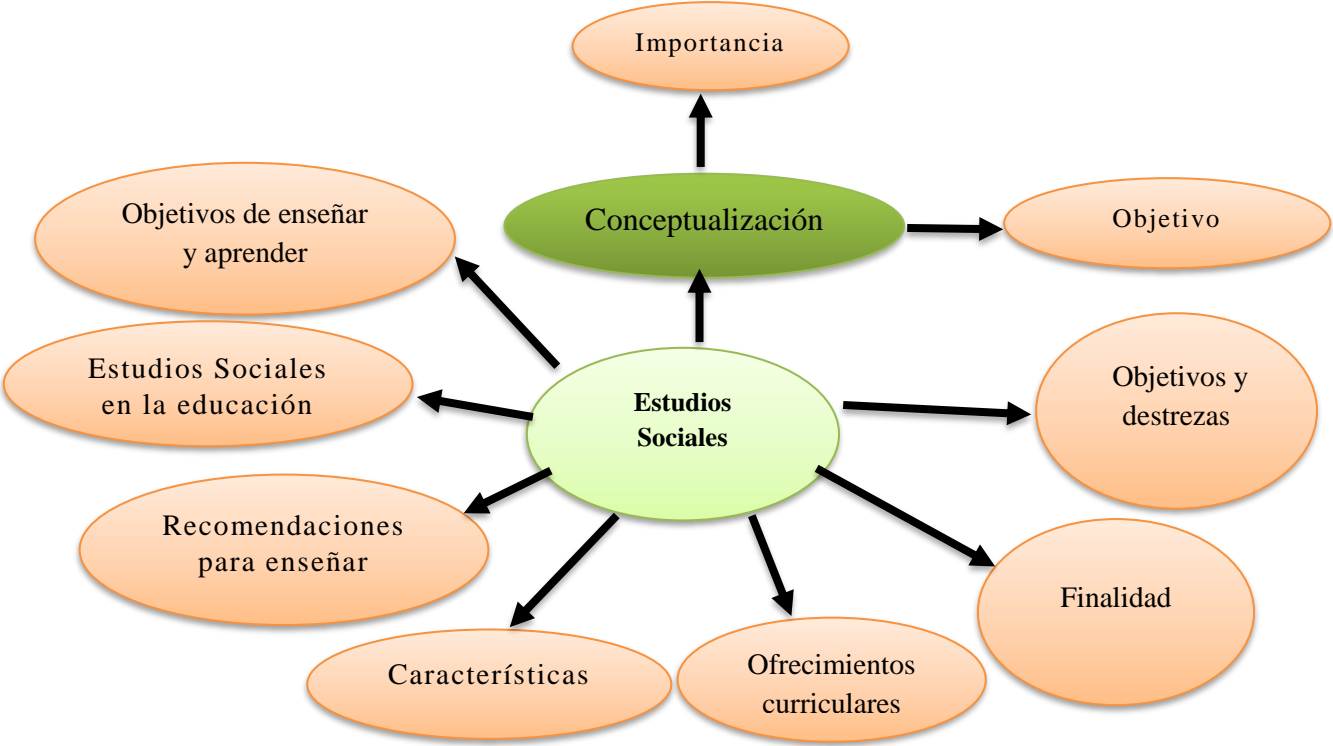 Importancia
Conceptualización
Objetivo
Objetivos de enseñar
y aprender
Estudios Sociales
en la educación
Estudios
Sociales
Objetivos y
destrezas
Recomendaciones
para enseñar
Finalidad
Características
Ofrecimientos
curriculares